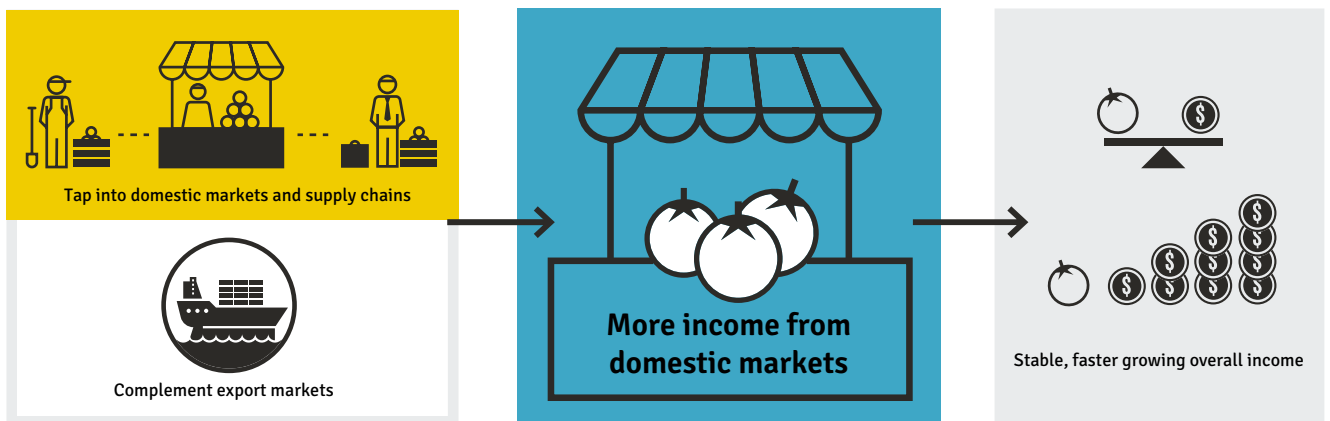 Tap into domestic markets and supply chains
Complement export markets
More income from
domestic markets
$
$ $ $ $
$ $ $
$ $
$
Stable, faster growing overall income